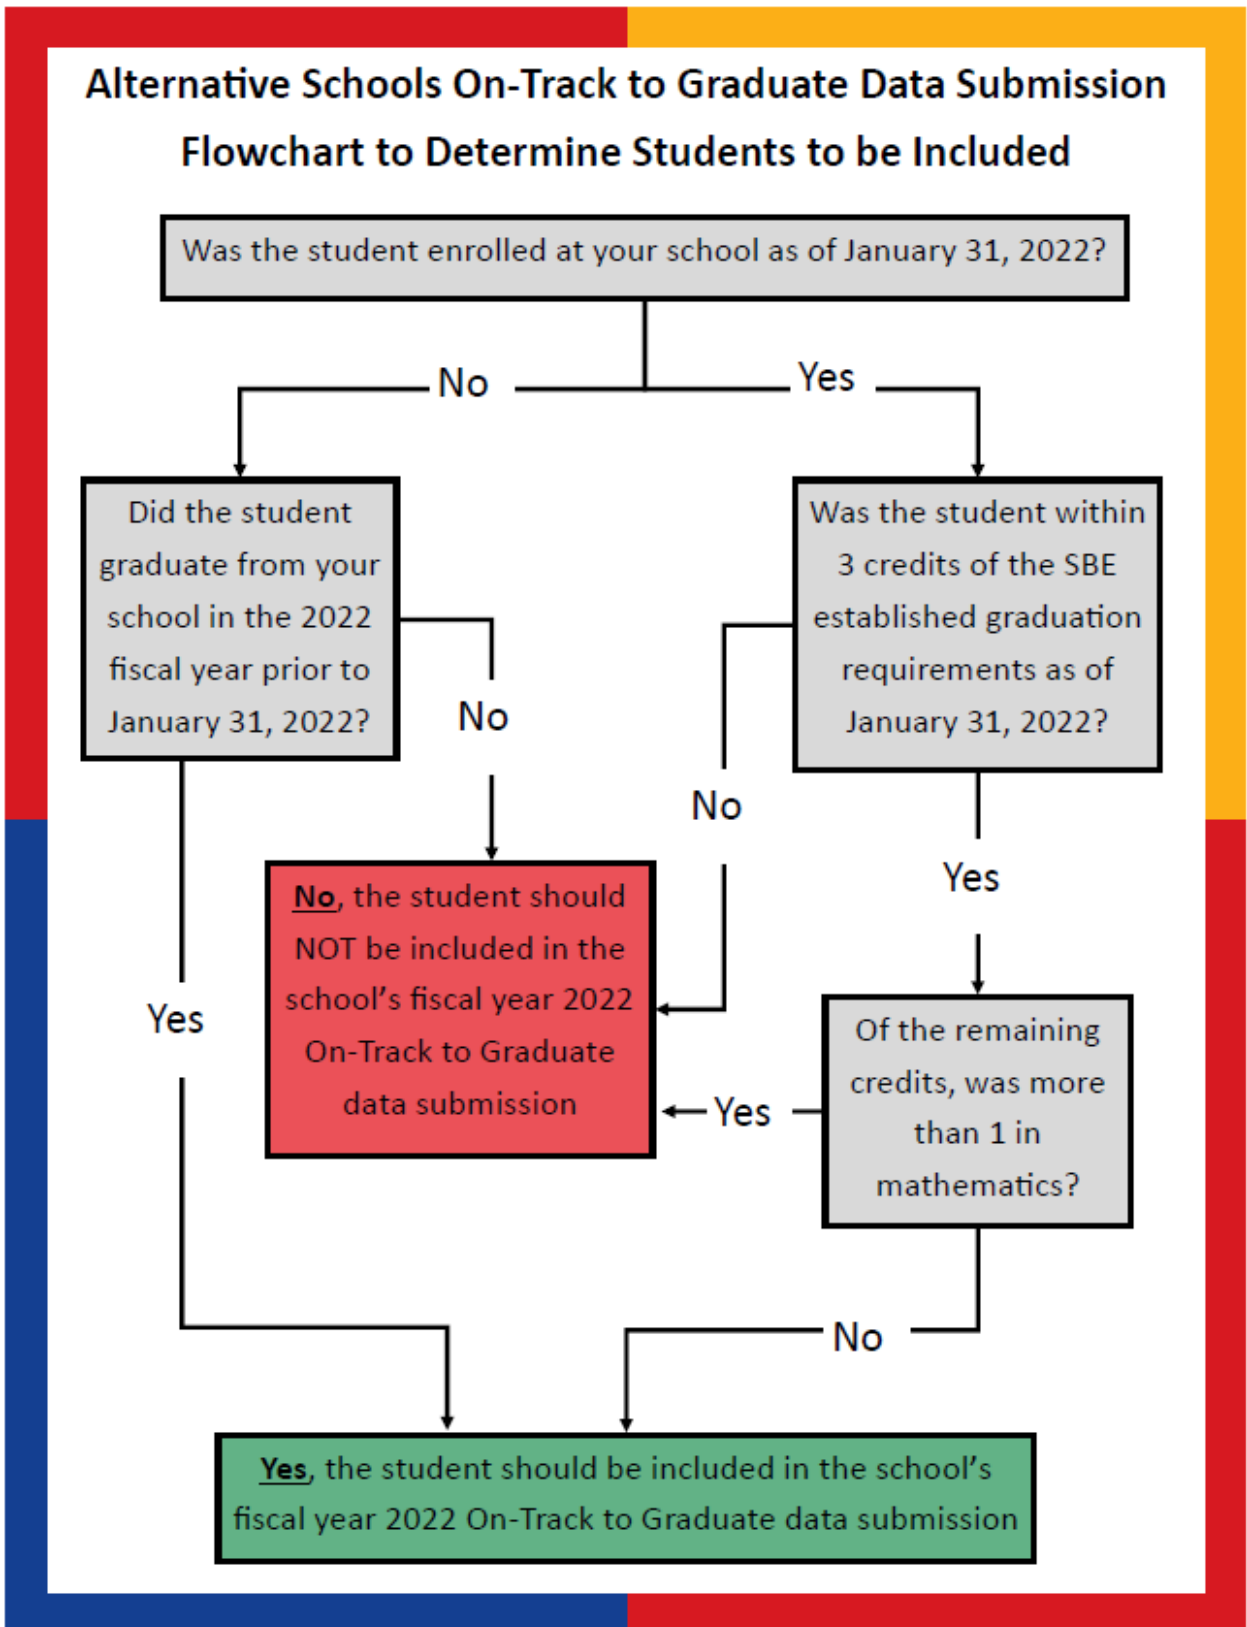 Alternative Schools On-Track to Graduate Data Submission
Flowchart to Determine Students to be Included
Was the student enrolled at your school as of January 31, 2022?
No
Yes
Did the student
graduate from your
school in the 2022
fiscal year prior to
January 31, 2022?
Was the student within
3 credits of the SBE
established graduation
requirements as of
January 31, 2022?
No
No
Yes
No, the student should
NOT be included in the
school’s fiscal year 2022
On-Track to Graduate
data submission
Yes
Of the remaining
credits, was more
than 1 in
mathematics?
Yes
No
Yes, the student should be included in the school’s
fiscal year 2022 On-Track to Graduate data submission